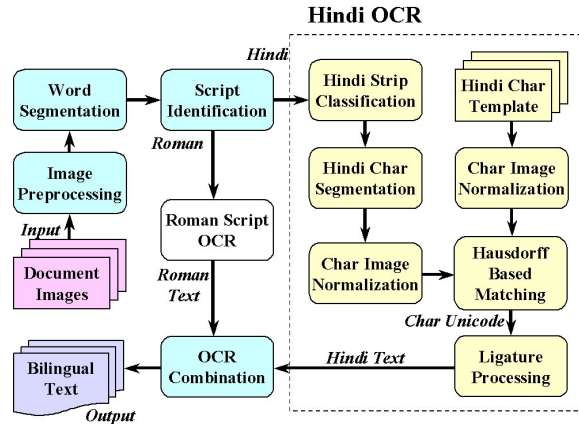 Hindi OCR
Hindi
Word
Segmentation
Script
Identification
Hindi Strip
Classification
Hindi Char
Template
Roman
Image
Preprocessing
Hindi Char
Segmentation
Char Image
Normalization
Input
Roman Script
OCR
Document
Images
Roman
Text
Char Image
Normalization
Hausdorff
Based
Matching
Char Unicode
Bilingual
Text
OCR
Combination
Hindi Text
Ligature
Processing
Output